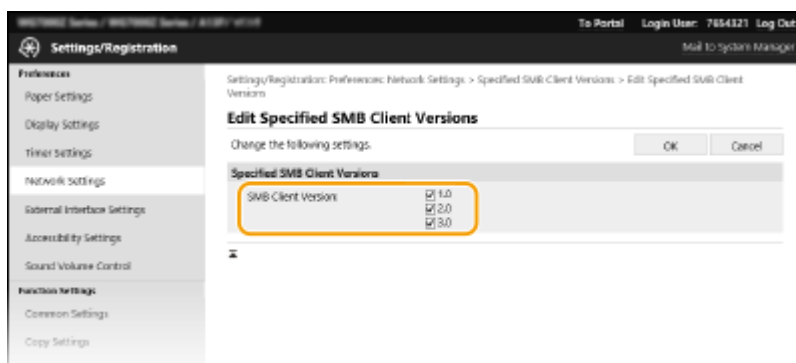 To Portal Login User: 7654321 Log Out
Settings/Registration
Mail to System Manager
Preferences
Paper Settings
Display Settings
Timer Settings
Network Settings
External Interface Settings
Accessibility Settings
Sound Volume Control
Function Settings
Common Settings
Copy Settings
Settings/Registration: Preferences: Network Settings > Specified SMB Client Versions > Edit Specified SMB Client
Versions
Edit Specified SMB Client Versions
Change the following settings.
OK Cancel
Specified SMB Client Versions
SMB Client Version: 1.0
2.0
3.0